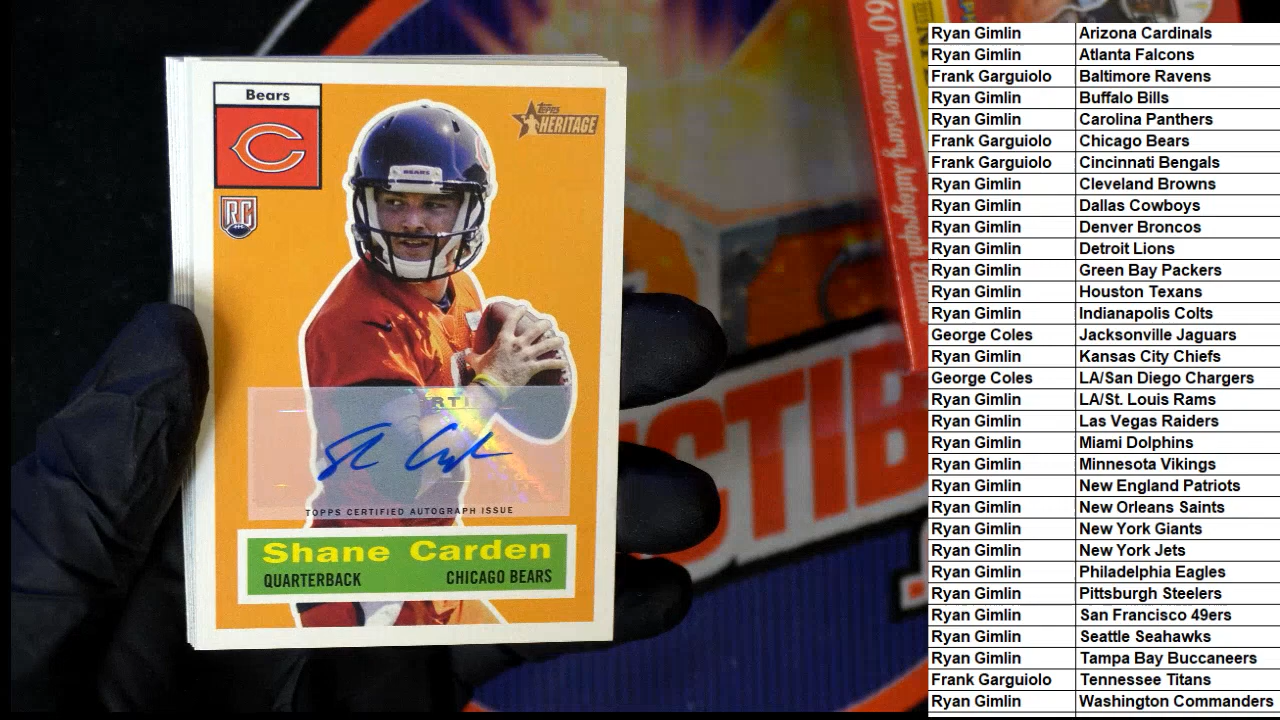 Bears
Topps
HERITAGE
RC
BEARS
TOPPS CERTIFIED AUTOGRAPH ISSUE
Shane Carden
QUARTERBACK CHICAGO BEARS
60th Anniversary Autograph Edition
CTIB
Ryan Gimlin Arizona Cardinals
Ryan Gimlin Atlanta Falcons
Frank Garguiolo Baltimore Ravens
Ryan Gimlin Buffalo Bills
Ryan Gimlin Carolina Panthers
Frank Garguiolo Chicago Bears
Frank Garguiolo Cincinnati Bengals
Ryan Gimlin Cleveland Browns
Ryan Gimlin Dallas Cowboys
Ryan Gimlin Denver Broncos
Ryan Gimlin Detroit Lions
Ryan Gimlin Green Bay Packers
Ryan Gimlin Houston Texans
Ryan Gimlin Indianapolis Colts
George Coles Jacksonville Jaguars
Ryan Gimlin Kansas City Chiefs
George Coles LA/San Diego Chargers
Ryan Gimlin LA/St. Louis Rams
Ryan Gimlin Las Vegas Raiders
Ryan Gimlin Miami Dolphins
Ryan Gimlin Minnesota Vikings
Ryan Gimlin New England Patriots
Ryan Gimlin New Orleans Saints
Ryan Gimlin New York Giants
Ryan Gimlin New York Jets
Ryan Gimlin Philadelphia Eagles
Ryan Gimlin Pittsburgh Steelers
Ryan Gimlin San Francisco 49ers
Ryan Gimlin Seattle Seahawks
Ryan Gimlin Tampa Bay Buccaneers
Frank Garguiolo Tennessee Titans
Ryan Gimlin Washington Commanders